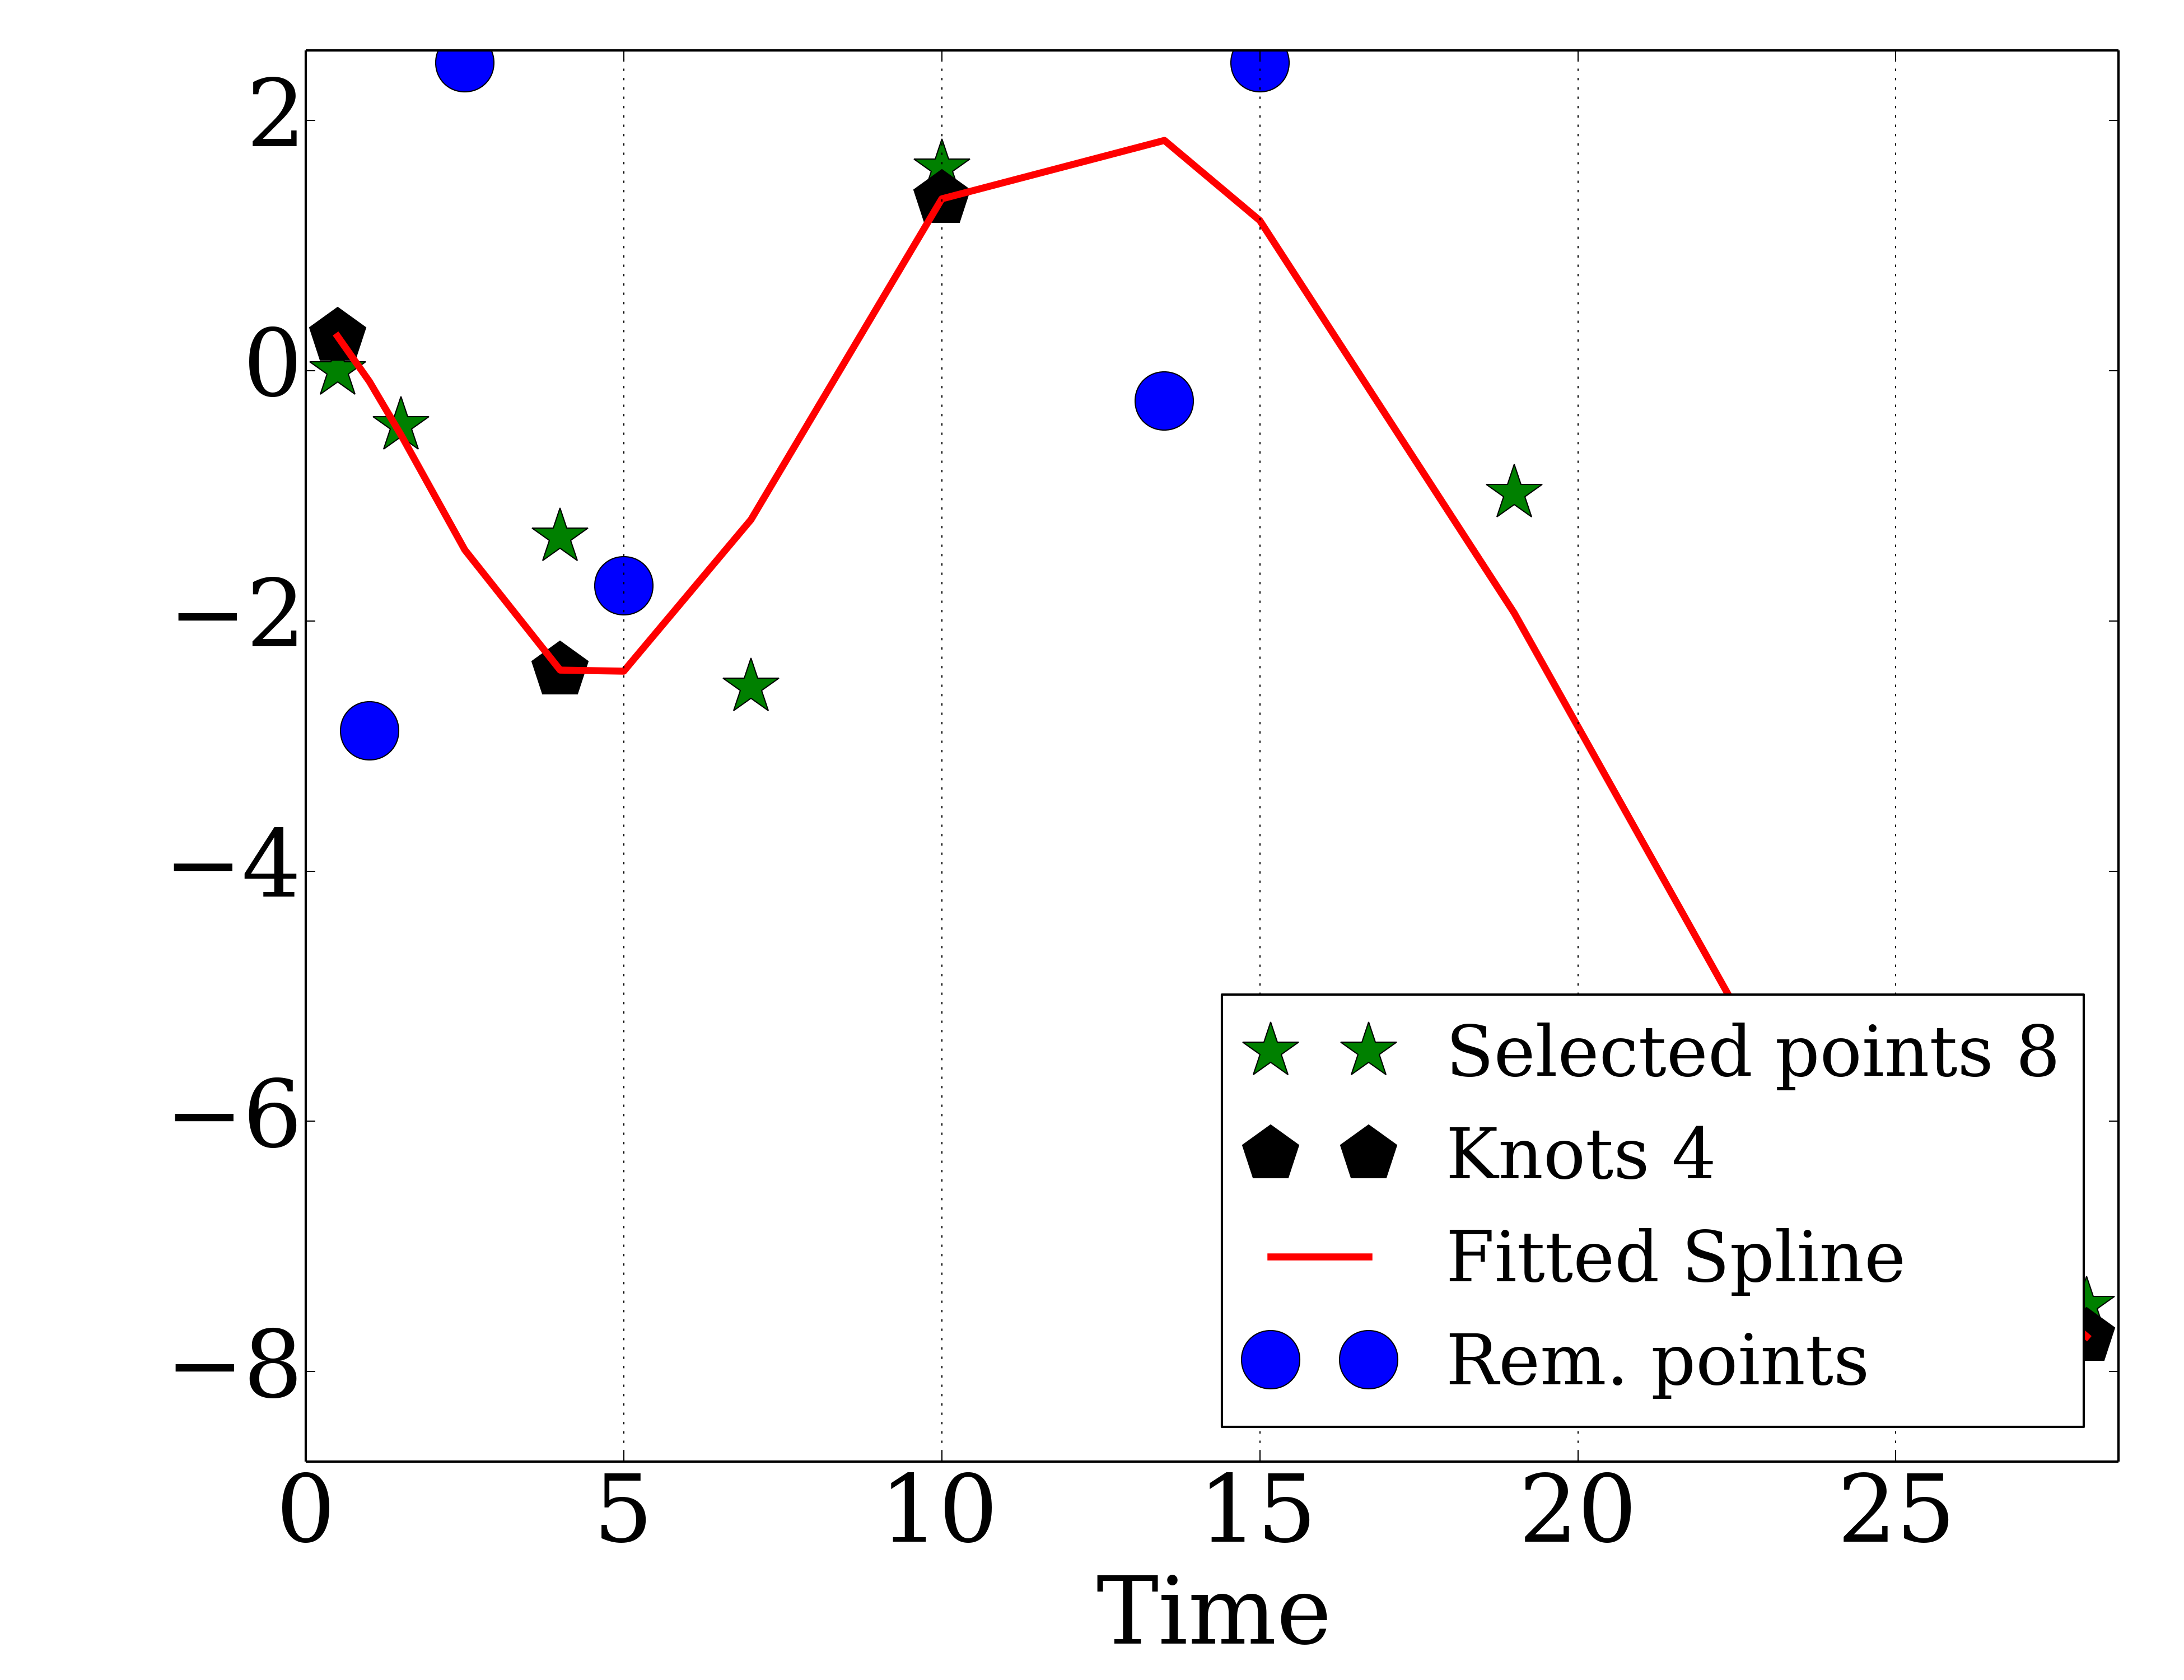 2
0
−2
−4
−6
−8
Selected points 8
Knots 4
Fitted Spline
Rem. points
0 5 10 15 20 25
Time